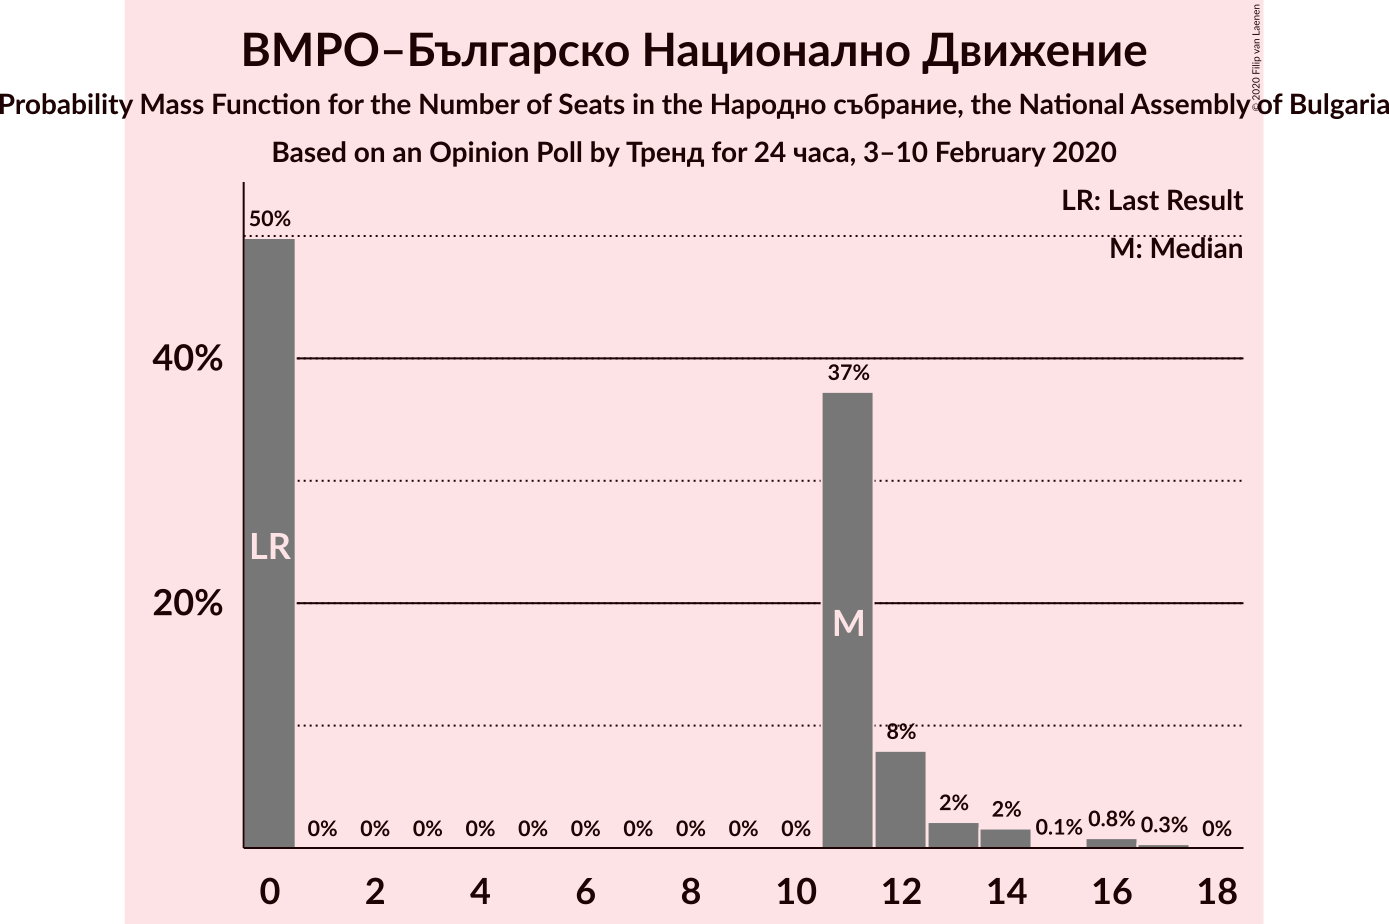 ВМРО–Българско Национално Движение
Probability Mass Function for the Number of Seats in the Народно събрание, the National Assembly of Bulgaria
Based on an Opinion Poll by Тренд for 24 часа, 3–10 February 2020
© 2020 Filip van Laenen
LR: Last Result
M: Median
50%
40%
37%
LR
20%
M
8%
0% 0% 0% 0% 0% 0% 0% 0% 0% 0% 2% 2% 0.1% 0.8% 0.3% 0%
0 2 4 6 8 10 12 14 16 18